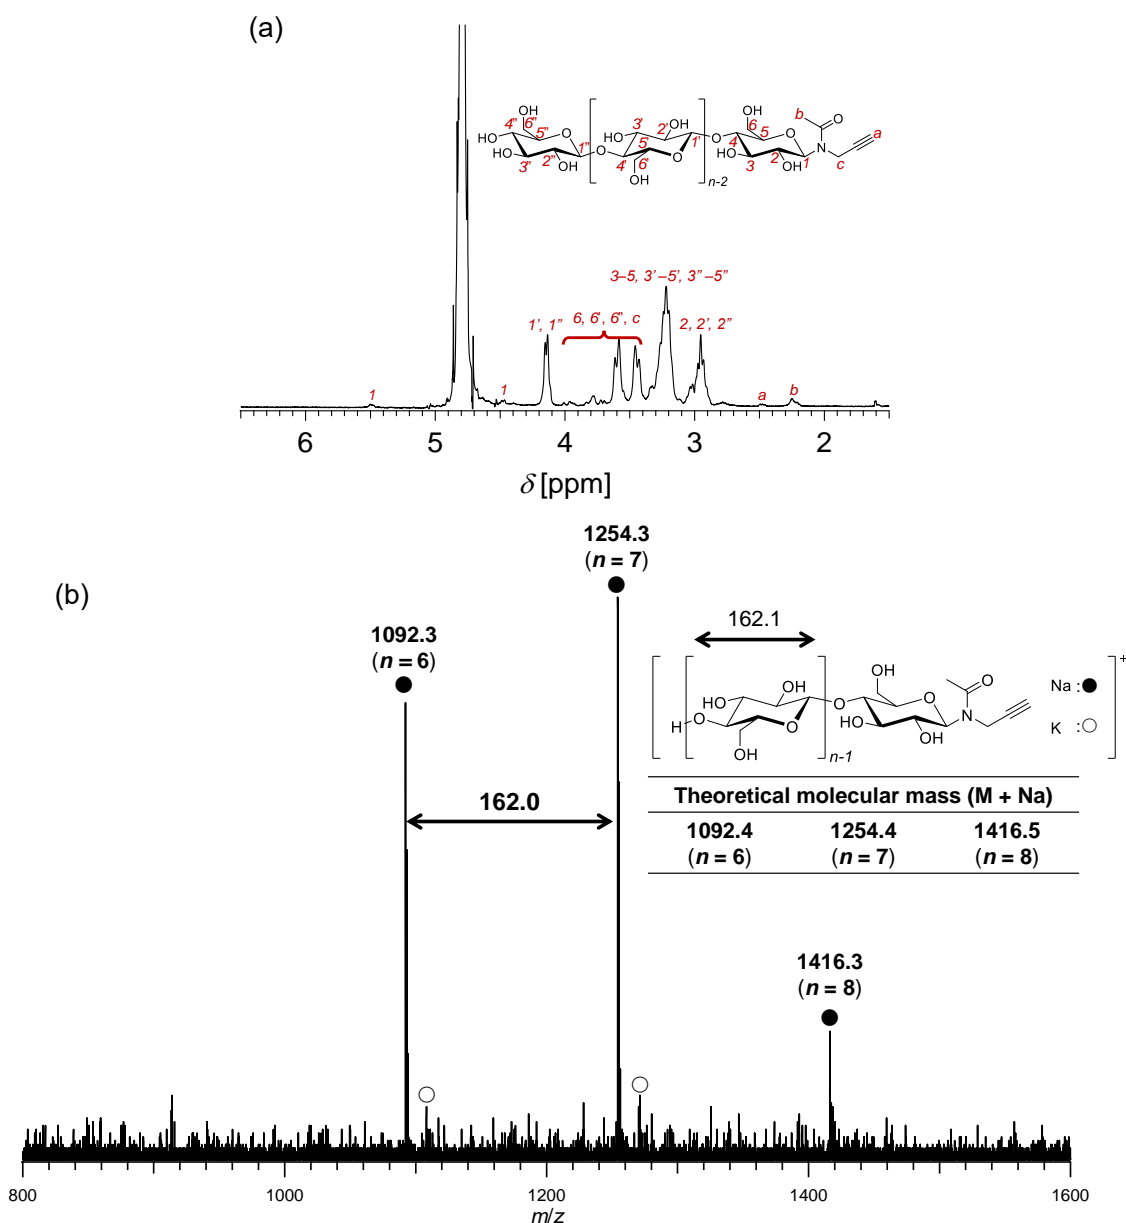 (a)
OH
4"
6"
5"
HO
O
HO
3"
2"
OH
1"
O
3'
HO
2'
OH
1'
5'
4'
6'
O
OH
n-2
O
OH
6
5
4
O
HO
3
2
OH
1
N
b
O
c
a
3–5, 3' –5', 3" –5"
1', 1"
6, 6', 6", c
2, 2', 2"
1
1
a
b
6
5
4
3
2
δ [ppm]
1254.3
(n = 7)
(b)
1092.3
(n = 6)
162.1
+
OH
HO
H
O
O
OH
n-1
O
OH
O
HO
OH
N
O
Na :
K :
Theoretical molecular mass (M + Na)
1092.4 1254.4 1416.5
(n = 6) (n = 7) (n = 8)
162.0
1416.3
(n = 8)
800
1000
1200
1400
1600
m/z